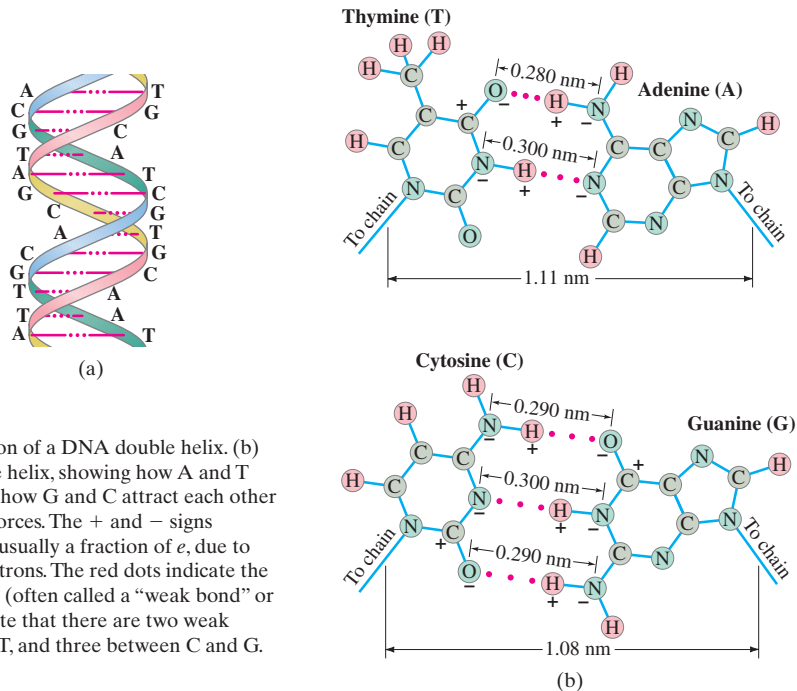 Thymine (T)
H
H
H
C
O
−
0.280 nm
H
+
N
−
H
Adenine (A)
N
C
H
+
C
C
H
C
N
−
H
+
0.300 nm
C
C
N
−
C
N
N
C
O
C
N
H
To chain
To chain
1.11 nm
A
C
G
T
A
G
C
A
C
G
T
T
A
T
G
C
A
T
C
G
T
G
C
A
A
T
(a)
Cytosine (C)
H
H
N
−
H
+
0.290 nm
O
−
Guanine (G)
C
C
+
C
C
N
C
H
H
C
N
−
0.300 nm
H
+
N
−
C
N
N
C
+
C
N
O
−
0.290 nm
H
+
N
−
H
To chain
To chain
1.08 nm
(b)
on of a DNA double helix. (b)
e helix, showing how A and T
how G and C attract each other
orces. The + and − signs
usually a fraction of e, due to
trons. The red dots indicate the
(often called a “weak bond” or
te that there are two weak
T, and three between C and G.